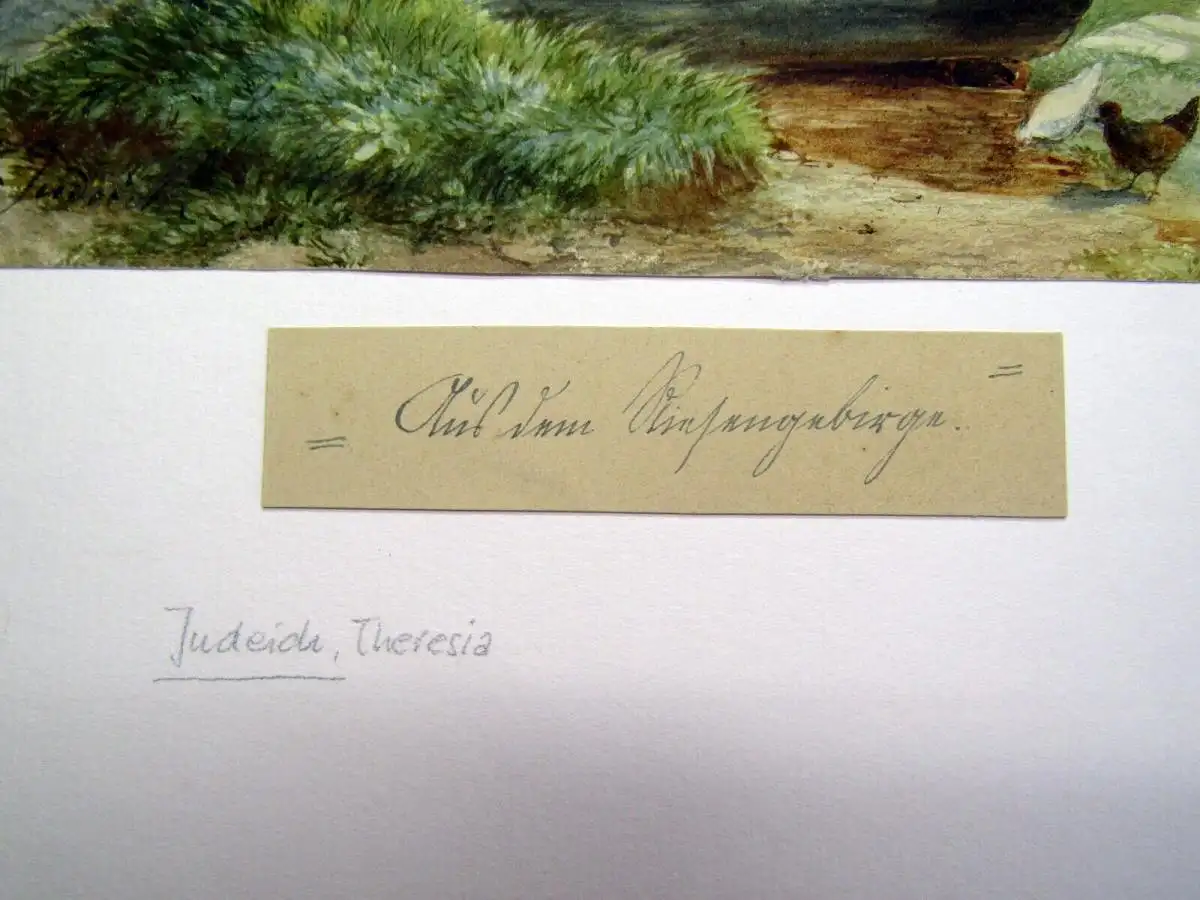 = Aus dem Riesengebirge. =
Judeich, Theresia